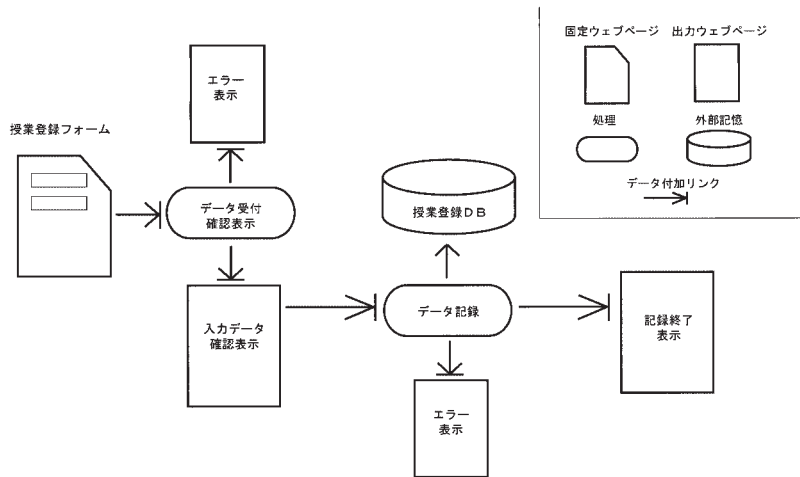 固定ウェブページ
出力ウェブページ
処理
外部記憶
データ付加リンク
エラー
表示
授業登録フォーム
データ受付
確認表示
授業登録DB
入力データ
確認表示
データ記録
記録終了
表示
エラー
表示